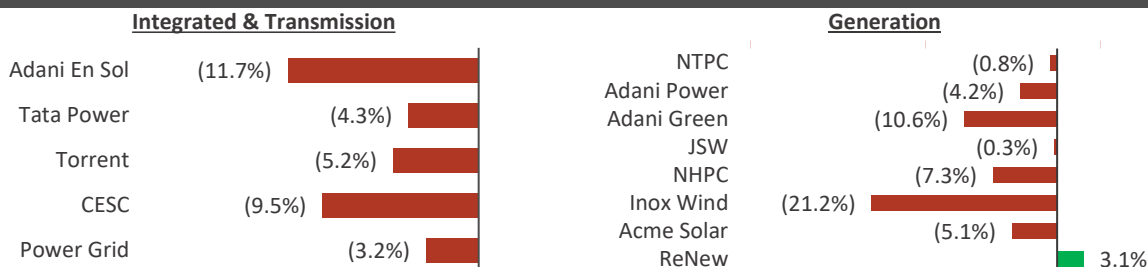 Integrated & Transmission
Adani En Sol (11.7%)
Tata Power (4.3%)
Torrent (5.2%)
CESC (9.5%)
Power Grid (3.2%)
Generation
NTPC (0.8%)
Adani Power (4.2%)
Adani Green (10.6%)
JSW (0.3%)
NHPC (7.3%)
Inox Wind (21.2%)
Acme Solar (5.1%)
ReNew 3.1%